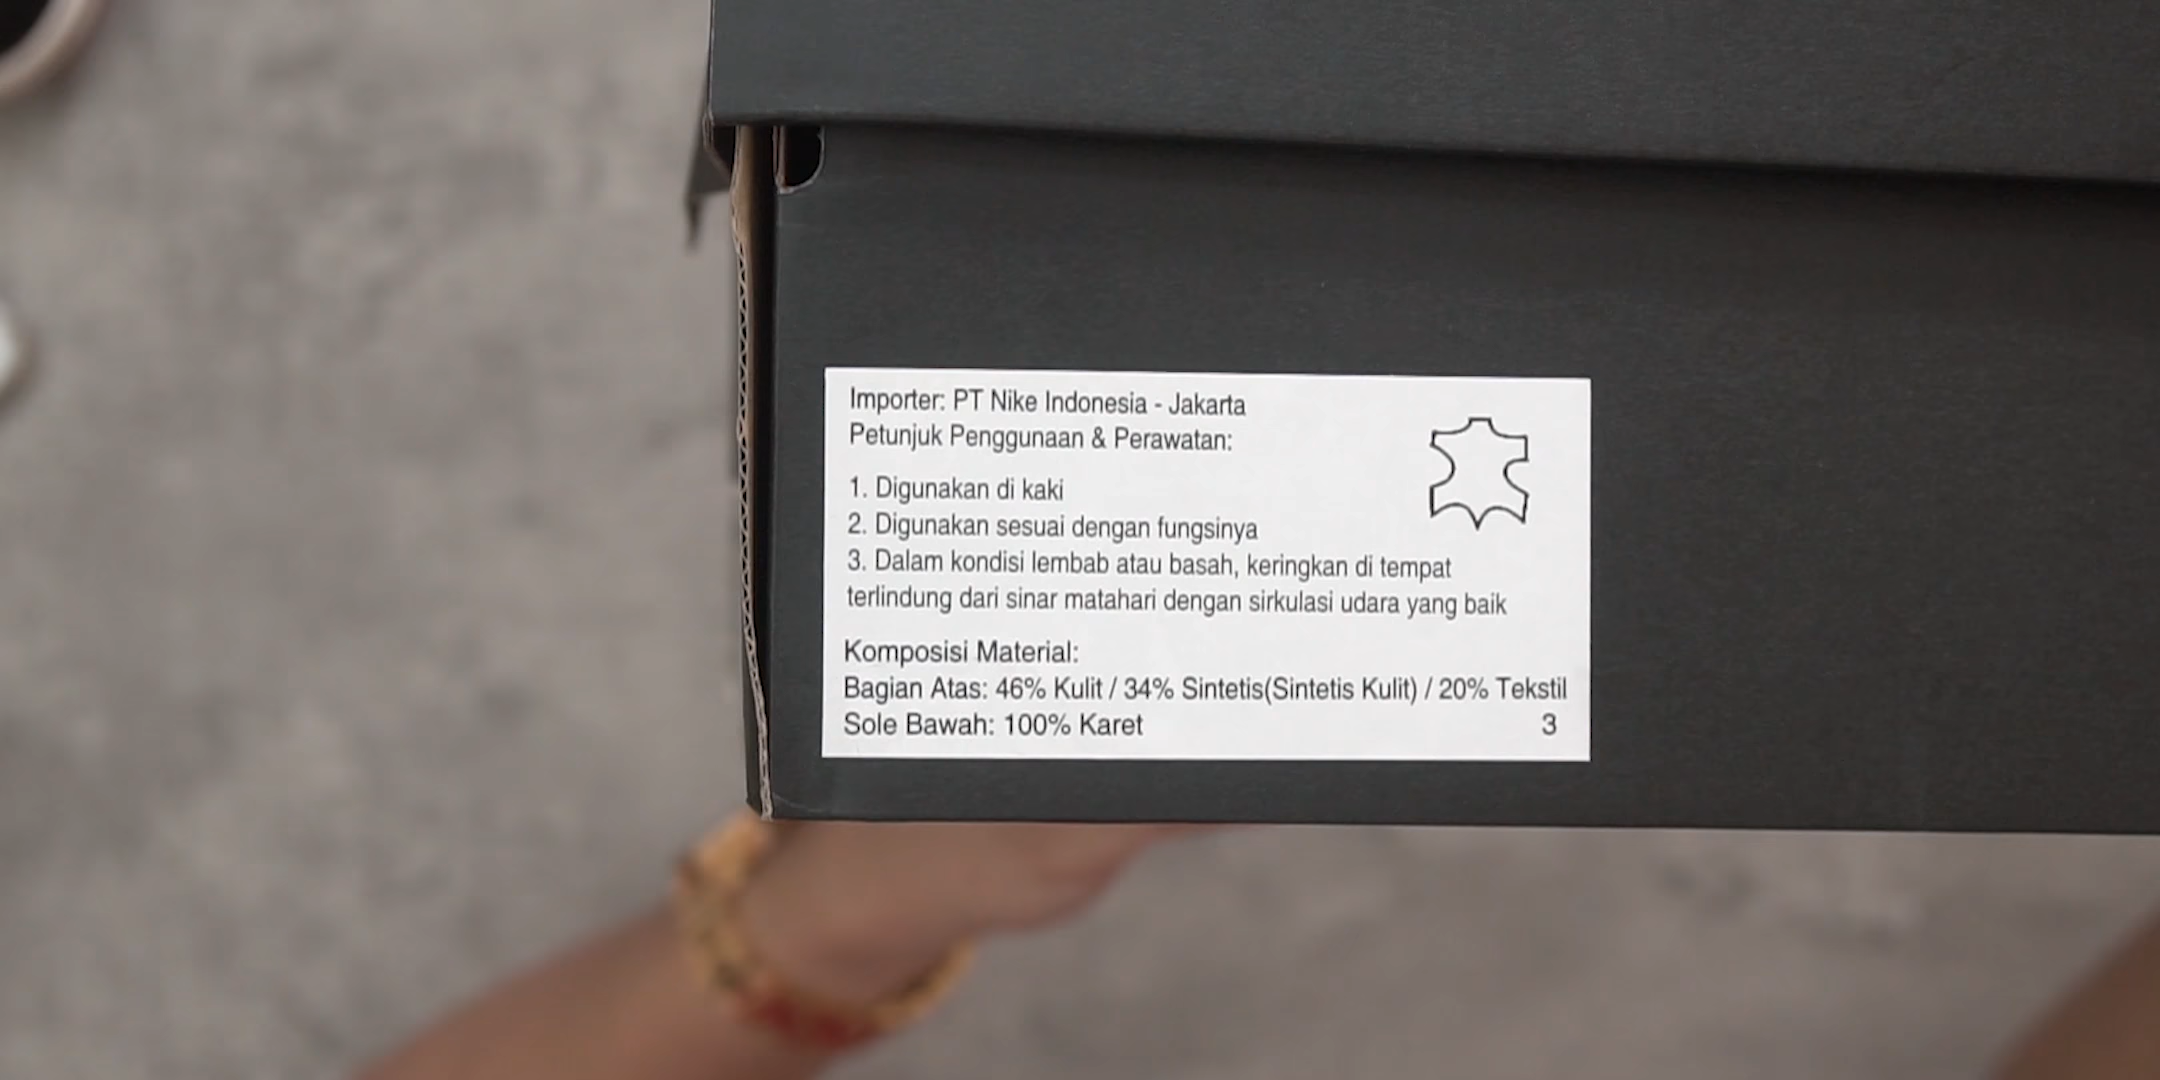 Importer: PT Nike Indonesia - Jakarta
Petunjuk Penggunaan & Perawatan:
1. Digunakan di kaki
2. Digunakan sesuai dengan fungsinya
3. Dalam kondisi lembab atau basah, keringkan di tempat
terlindung dari sinar matahari dengan sirkulasi udara yang baik
Komposisi Material:
Bagian Atas: 46% Kulit / 34% Sintetis(Sintetis Kulit) / 20% Tekstil
Sole Bawah: 100% Karet 3